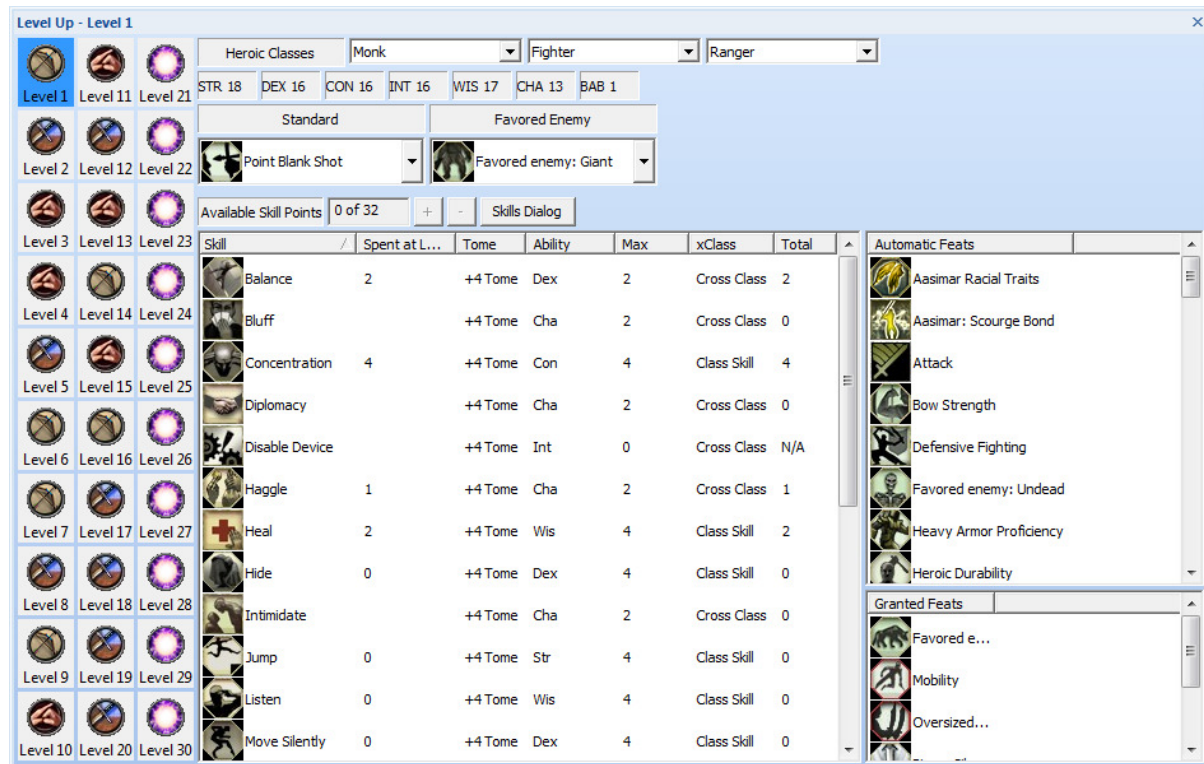 Level Up - Level 1
Level 1 Level 11 Level 21
Level 2 Level 12 Level 22
Level 3 Level 13 Level 23
Level 4 Level 14 Level 24
Level 5 Level 15 Level 25
Level 6 Level 16 Level 26
Level 7 Level 17 Level 27
Level 8 Level 18 Level 28
Level 9 Level 19 Level 29
Level 10 Level 20 Level 30
Heroic Classes Monk Fighter Ranger
STR 18 DEX 16 CON 16 INT 16 WIS 17 CHA 13 BAB 1
Standard Favored Enemy
Point Blank Shot Favored enemy: Giant
Available Skill Points 0 of 32 + - Skills Dialog
Skill Spent at L... Tome Ability Max xClass Total
Balance 2 +4 Tome Dex 2 Cross Class 2
Bluff +4 Tome Cha 2 Cross Class 0
Concentration 4 +4 Tome Con 4 Class Skill 4
Diplomacy +4 Tome Cha 2 Cross Class 0
Disable Device +4 Tome Int 0 Cross Class N/A
Haggle 1 +4 Tome Cha 2 Cross Class 1
Heal 2 +4 Tome Wis 4 Class Skill 2
Hide 0 +4 Tome Dex 4 Class Skill 0
Intimidate +4 Tome Cha 2 Cross Class 0
Jump 0 +4 Tome Str 4 Class Skill 0
Listen 0 +4 Tome Wis 4 Class Skill 0
Move Silently 0 +4 Tome Dex 4 Class Skill 0
Automatic Feats
Aasimar Racial Traits
Aasimar: Scourge Bond
Attack
Bow Strength
Defensive Fighting
Favored enemy: Undead
Heavy Armor Proficiency
Heroic Durability
Granted Feats
Favored e...
Mobility
Oversized...